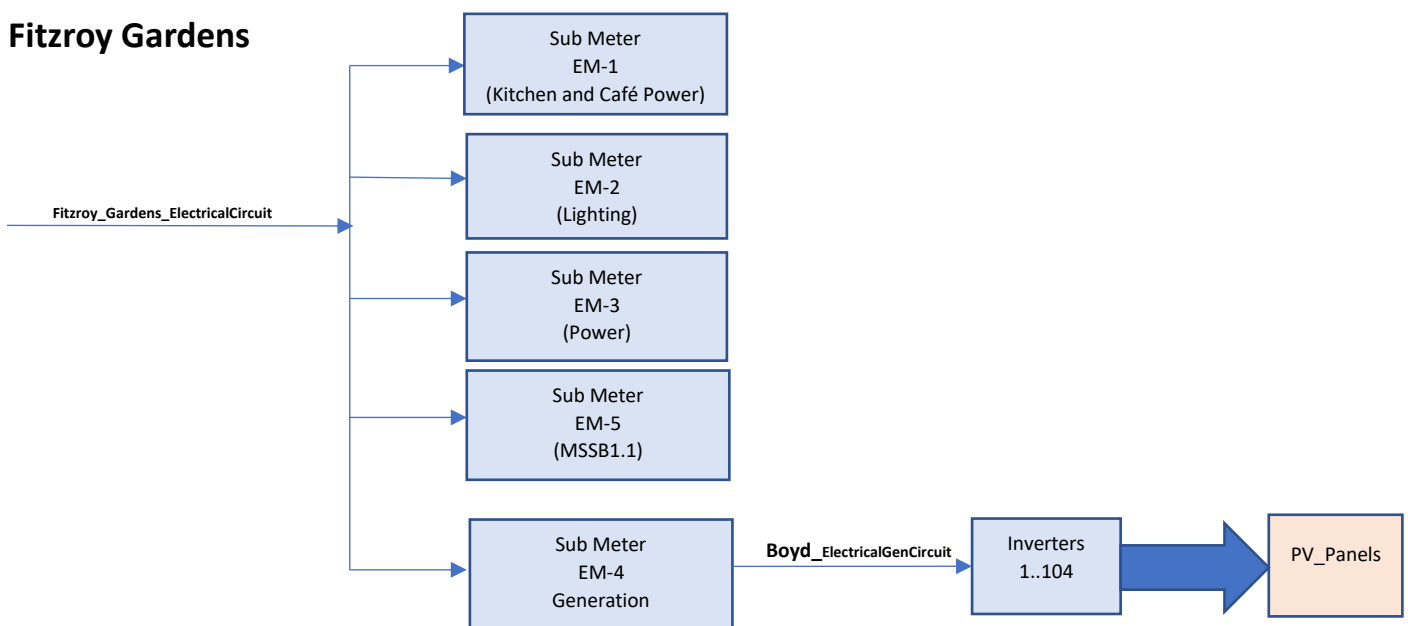 Fitzroy Gardens
Sub Meter
EM-1
(Kitchen and Café Power)
Sub Meter
EM-2
(Lighting)
Fitzroy_Gardens_ElectricalCircuit
Sub Meter
EM-3
(Power)
Sub Meter
EM-5
(MSSB1.1)
Sub Meter
EM-4
Generation
Boyd_ElectricalGenCircuit
Inverters
1..104
PV_Panels